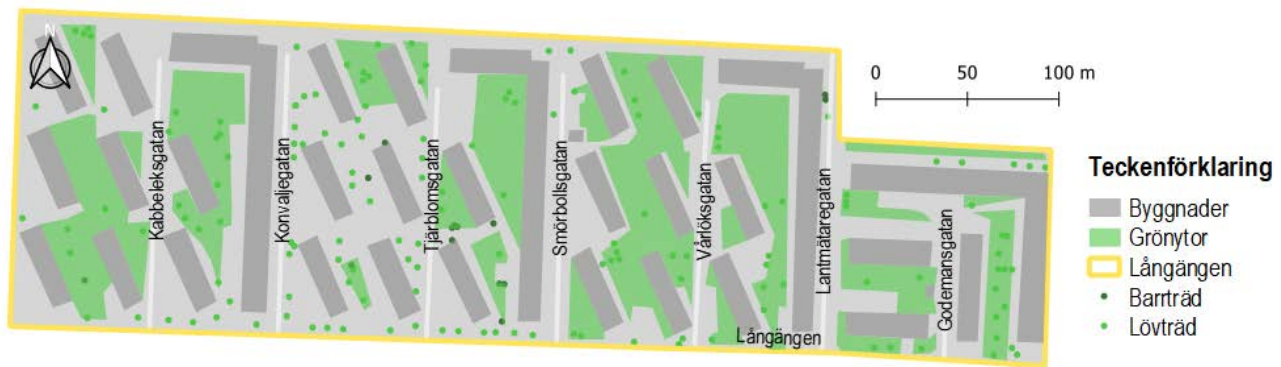 N
Kabbeleksgatan
Konvaljegatan
Tjärblomsgatan
Smörbollsgatan
Vårlöksgatan
Lantmätaregatan
Godemansgatan
Långängen
0 50 100 m
Teckenförklaring
Byggnader
Grönytor
Långängen
Barrträd
Lövträd